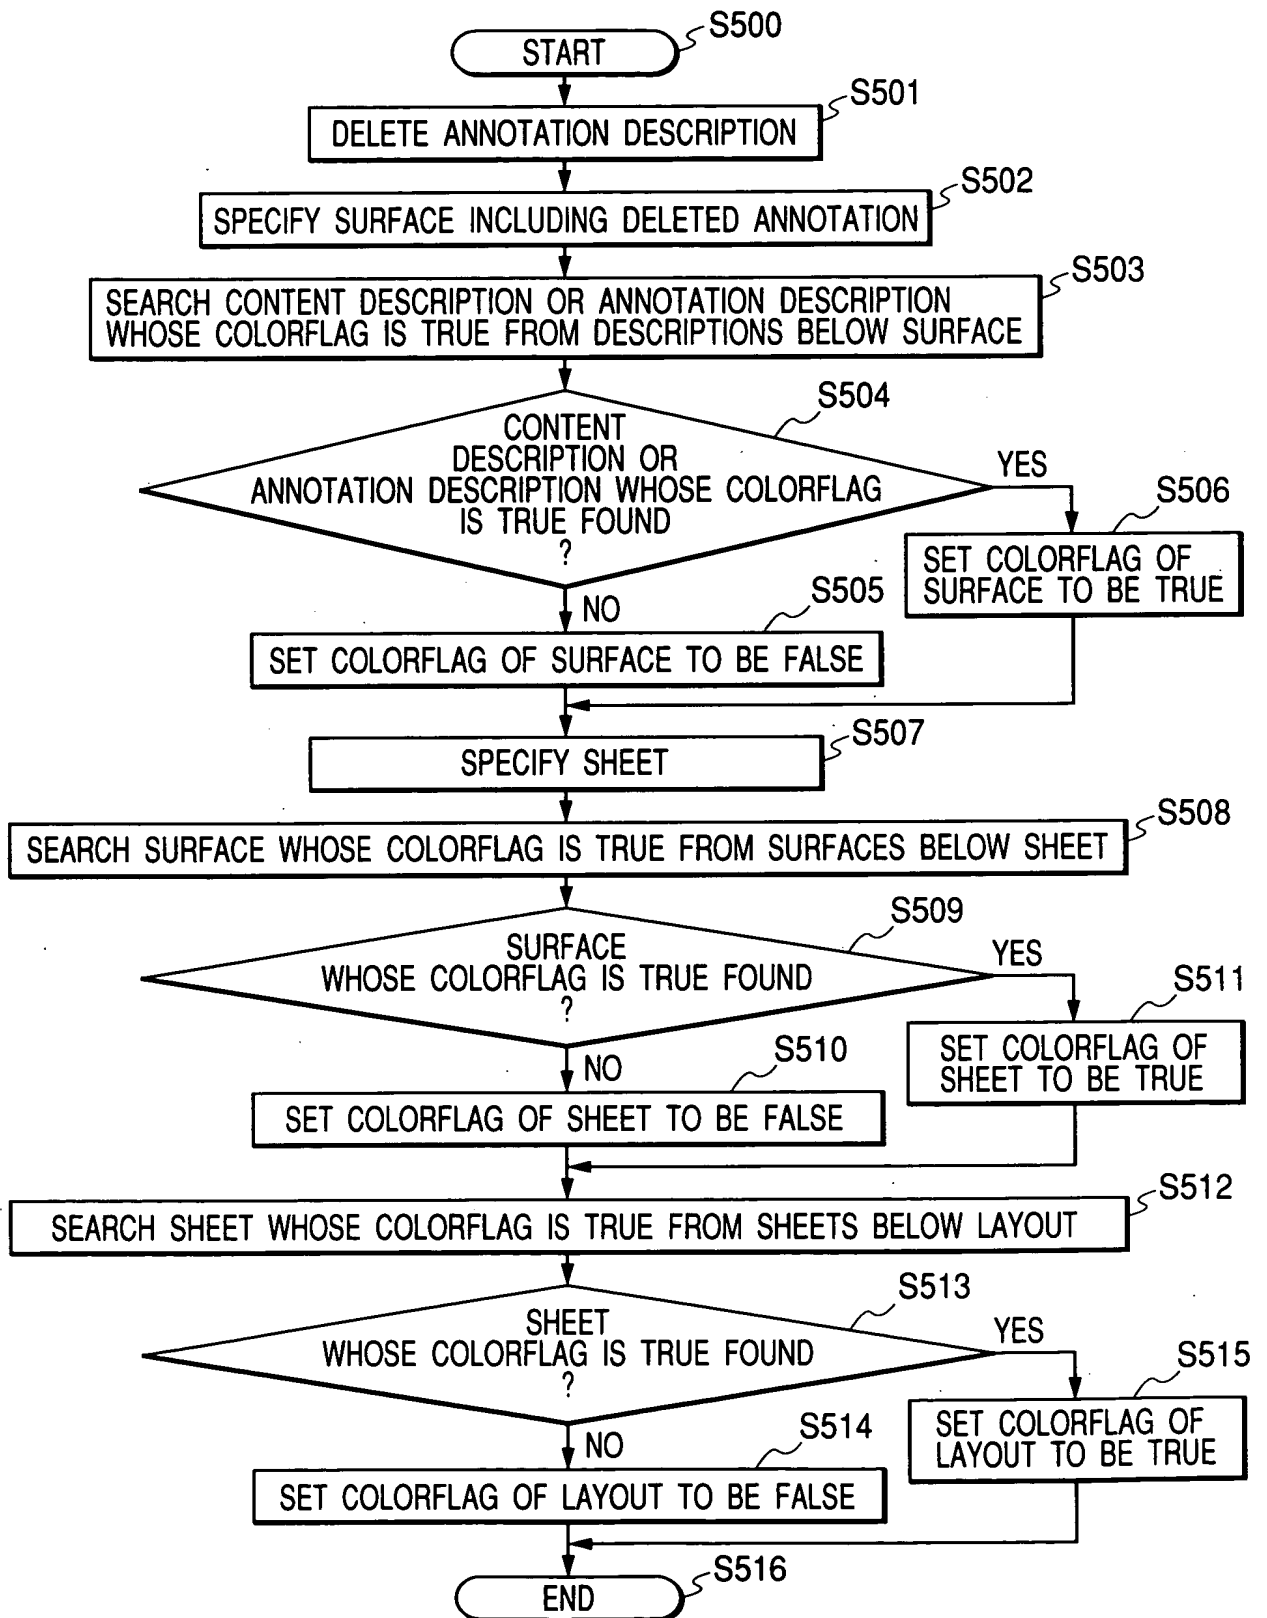 S500
START
S501
DELETE ANNOTATION DESCRIPTION
S502
SPECIFY SURFACE INCLUDING DELETED ANNOTATION
S503
SEARCH CONTENT DESCRIPTION OR ANNOTATION DESCRIPTION
WHOSE COLORFLAG IS TRUE FROM DESCRIPTIONS BELOW SURFACE
S504
CONTENT
DESCRIPTION OR
ANNOTATION DESCRIPTION WHOSE COLORFLAG
IS TRUE FOUND
?
YES
S506
SET COLORFLAG OF
SURFACE TO BE TRUE
NO
S505
SET COLORFLAG OF SURFACE TO BE FALSE
S507
SPECIFY SHEET
S508
SEARCH SURFACE WHOSE COLORFLAG IS TRUE FROM SURFACES BELOW SHEET
S509
SURFACE
WHOSE COLORFLAG IS TRUE FOUND
?
YES
S511
SET COLORFLAG OF
SHEET TO BE TRUE
NO
S510
SET COLORFLAG OF SHEET TO BE FALSE
S512
SEARCH SHEET WHOSE COLORFLAG IS TRUE FROM SHEETS BELOW LAYOUT
S513
SHEET
WHOSE COLORFLAG IS TRUE FOUND
?
YES
S515
SET COLORFLAG OF
LAYOUT TO BE TRUE
NO
S514
SET COLORFLAG OF LAYOUT TO BE FALSE
S516
END